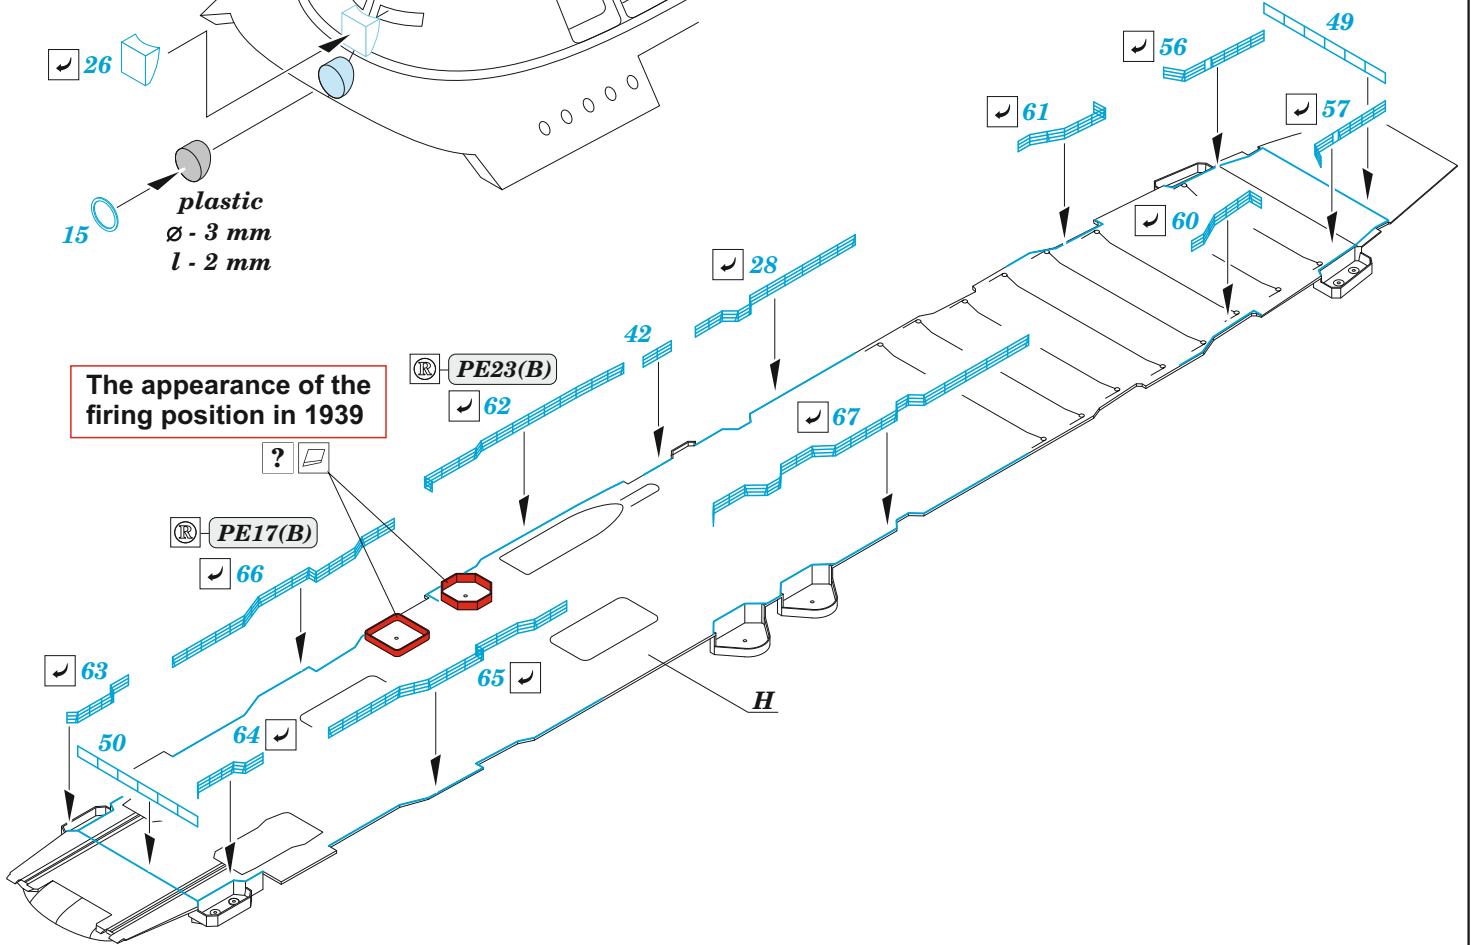 26
15
plastic
ø - 3 mm
l - 2 mm
49
56
57
61
60
28
42
® PE23(B)
62
67
The appearance of the
firing position in 1939
?
® PE17(B)
66
63
65
H
64
50